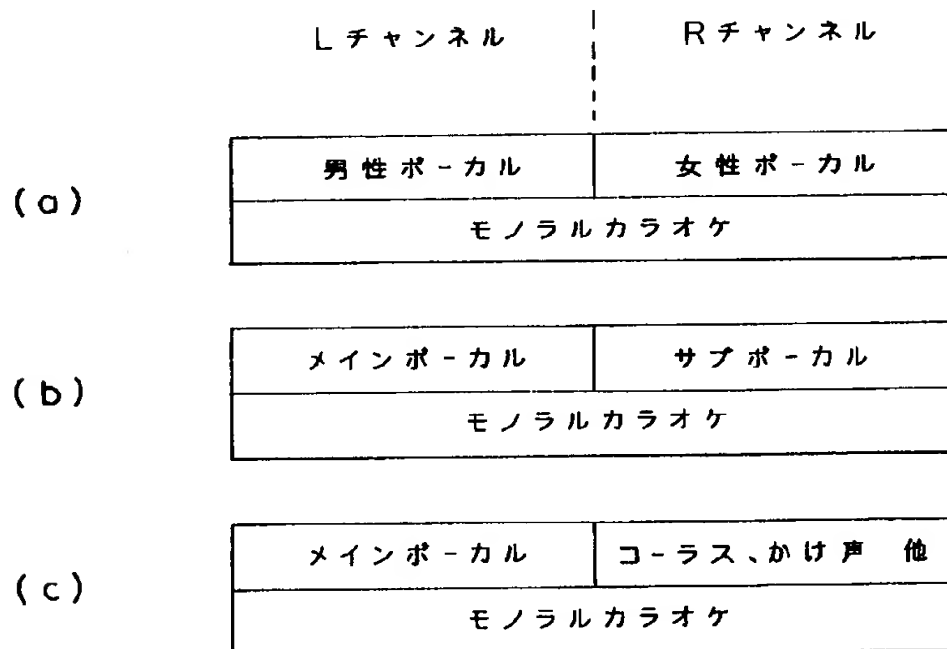 Lチャンネル Rチャンネル
(a)
男性ボーカル 女性ボーカル
モノラルカラオケ
(b)
メインボーカル サブボーカル
モノラルカラオケ
(c)
メインボーカル コーラス、かけ声 他
モノラルカラオケ